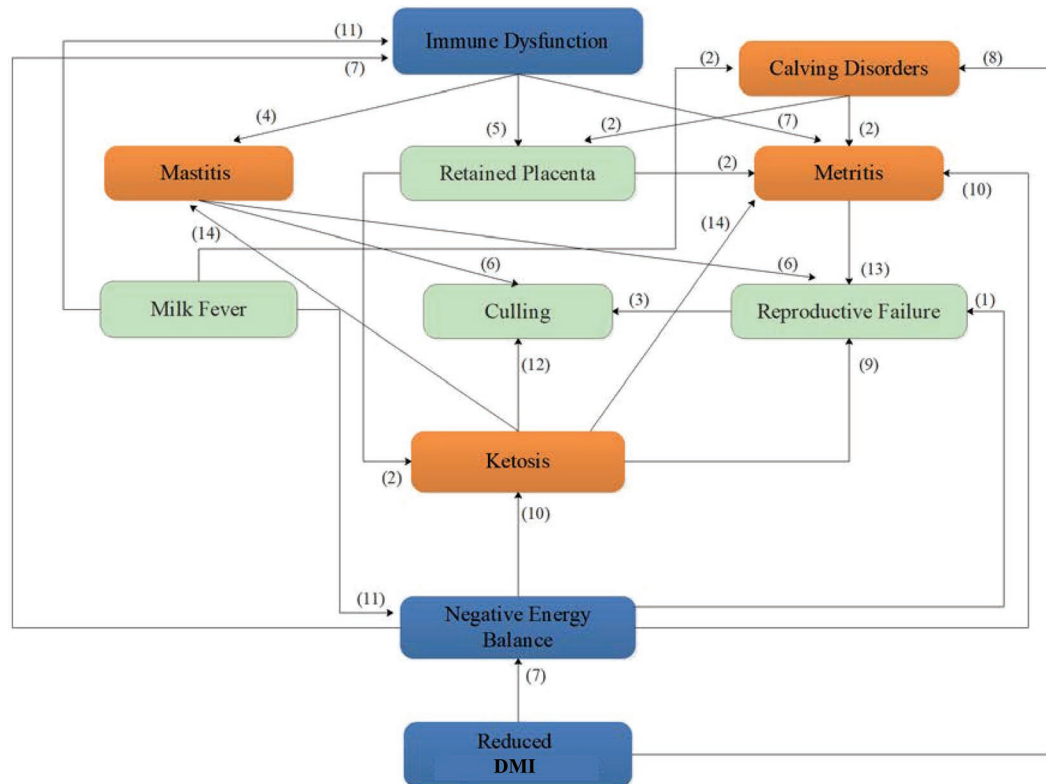 (11)
Immune Dysfunction
(7)
(2)
Calving Disorders
(8)
(4)
(5)
(2)
(7)
(2)
Mastitis
Retained Placenta
(2)
Metritis
(10)
(14)
(14)
(6)
(6)
(13)
Milk Fever
Culling
(3)
Reproductive Failure
(1)
(12)
(9)
Ketosis
(2)
(10)
(11)
Negative Energy
Balance
(7)
Reduced
DMI